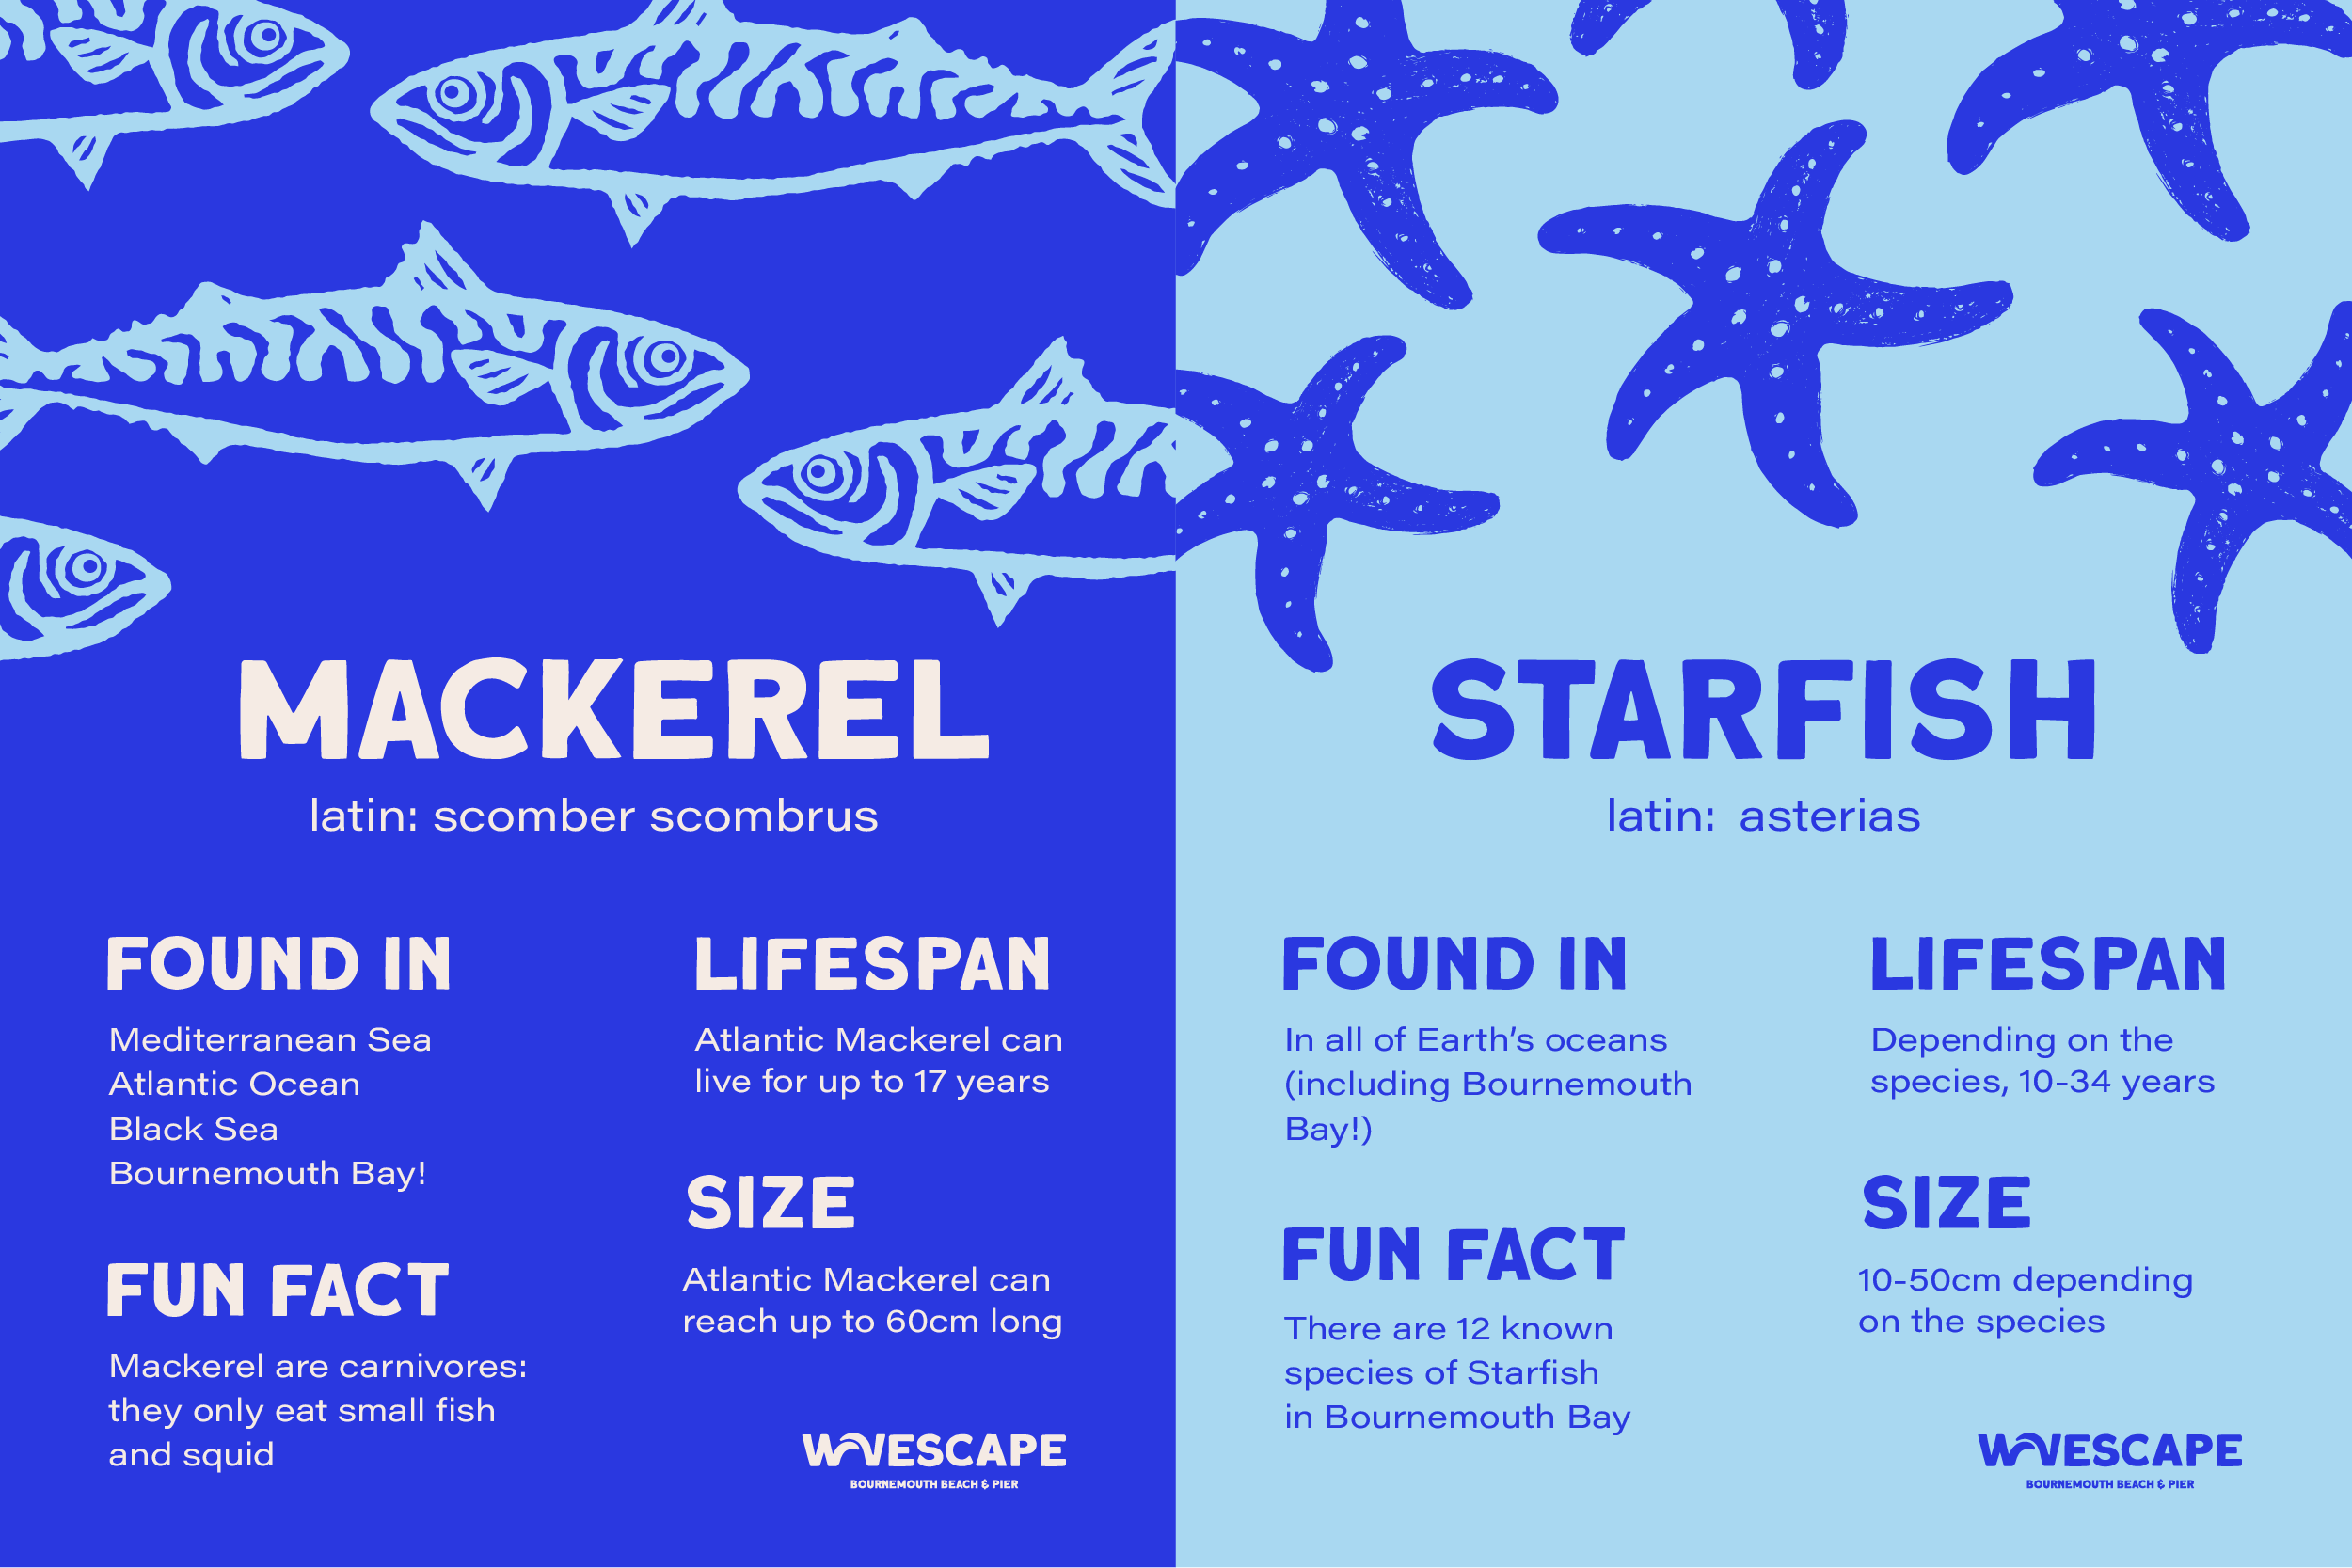 MACKEREL
latin: scomber scombrus
FOUND IN
Mediterranean Sea
Atlantic Ocean
Black Sea
Bournemouth Bay!
FUN FACT
Mackerel are carnivores:
they only eat small fish
and squid
LIFESPAN
Atlantic Mackerel can
live for up to 17 years
SIZE
Atlantic Mackerel can
reach up to 60cm long
WAVESCAPE
BOURNEMOUTH BEACH & PIER
STARFISH
latin: asterias
FOUND IN
In all of Earth’s oceans
(including Bournemouth
Bay!)
FUN FACT
There are 12 known
species of Starfish
in Bournemouth Bay
LIFESPAN
Depending on the
species, 10-34 years
SIZE
10-50cm depending
on the species
WAVESCAPE
BOURNEMOUTH BEACH & PIER